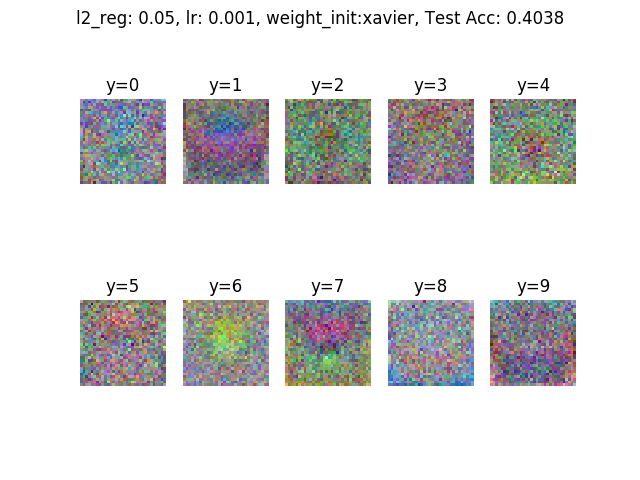 l2_reg: 0.05, lr: 0.001, weight_init:xavier, Test Acc: 0.4038
y=0 y=1 y=2 y=3 y=4
y=5 y=6 y=7 y=8 y=9